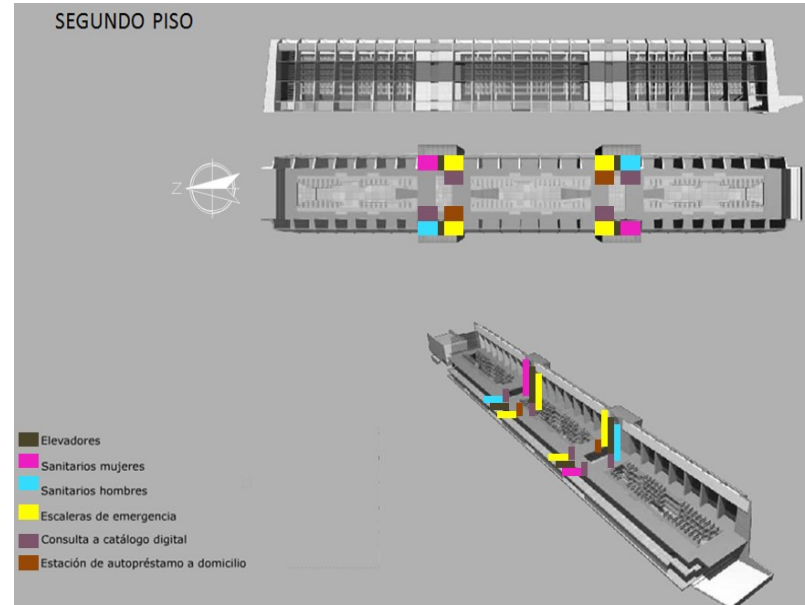 SEGUNDO PISO
Z
Elevadores
Sanitarios mujeres
Sanitarios hombres
Escaleras de emergencia
Consulta a catálogo digital
Estación de autopréstamo a domicilio